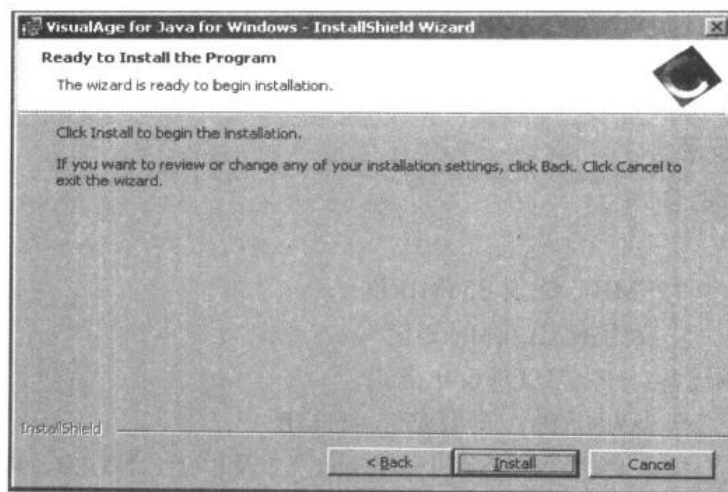 VisualAge for Java for Windows - InstallShield Wizard
Ready to Install the Program
The wizard is ready to begin installation.
Click Install to begin the installation.
If you want to review or change any of your installation settings, click Back. Click Cancel to
exit the wizard.
InstallShield
< Back
Install
Cancel